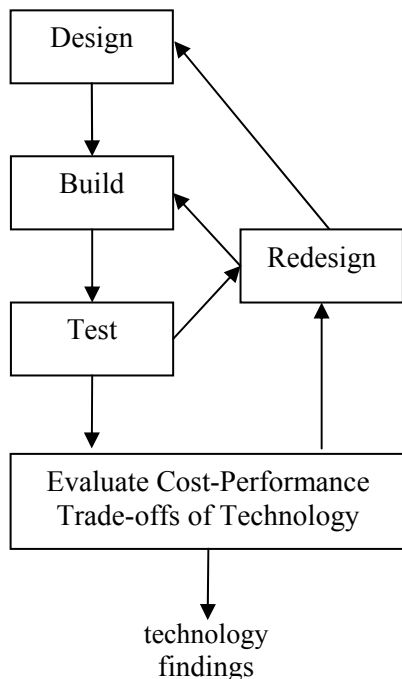 Design
Build
Redesign
Test
Evaluate Cost-Performance
Trade-offs of Technology
technology
findings